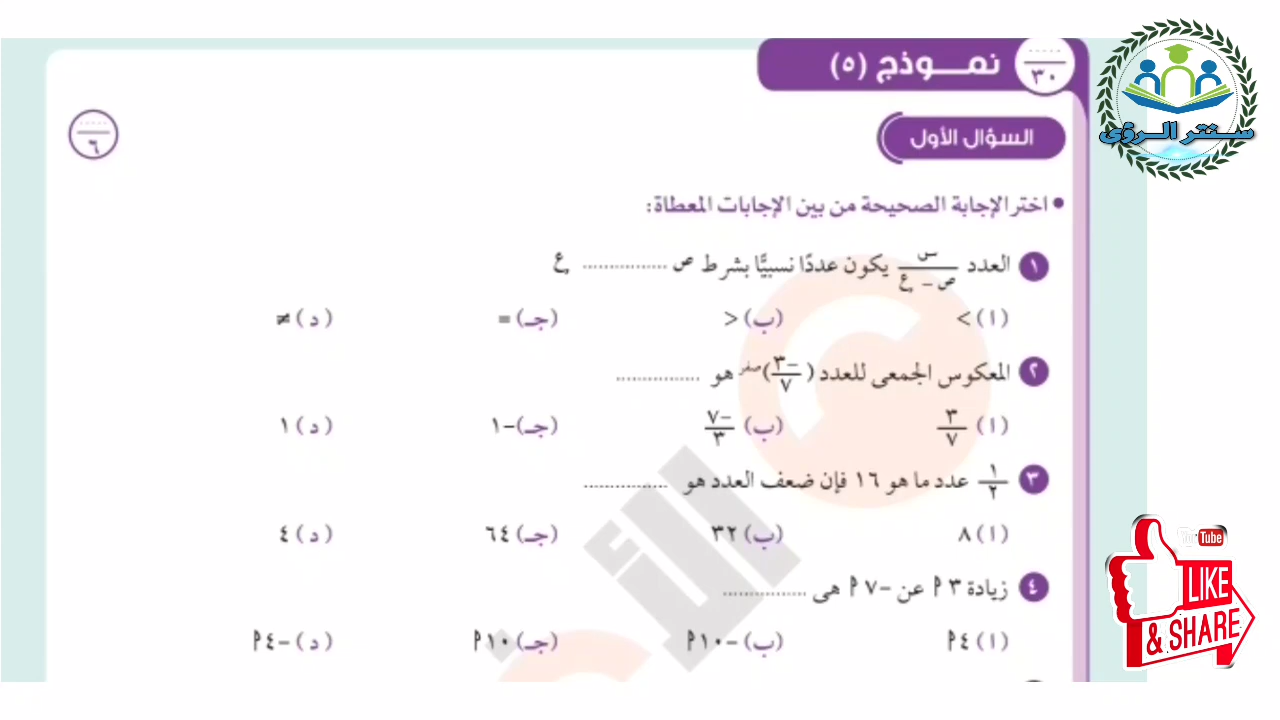 نموذج (٥)
.....
٣٠
السؤال الأول
.....
٦
سنتر الرؤى
• اختر الإجابة الصحيحة من بين الإجابات المعطاة:
١ العدد س / ص - ع يكون عددًا نسبيًّا بشرط ص ................ ع
(ا) > (ب) < (جـ) = (د) ≠
٢ المعكوس الجمعى للعدد (-٣/٧)صفر هو ................
(ا) ٣/٧ (ب) -٧/٣ (جـ) -١ (د) ١
٣ ١/٢ عدد ما هو ١٦ فإن ضعف العدد هو ................
(ا) ٨ (ب) ٣٢ (جـ) ٦٤ (د) ٤
٤ زيادة ٣ م عن -٧ م هى ................
(ا) ٤ م (ب) -١٠ م (جـ) ١٠ م (د) -٤ م
YouTube
LIKE
& SHARE